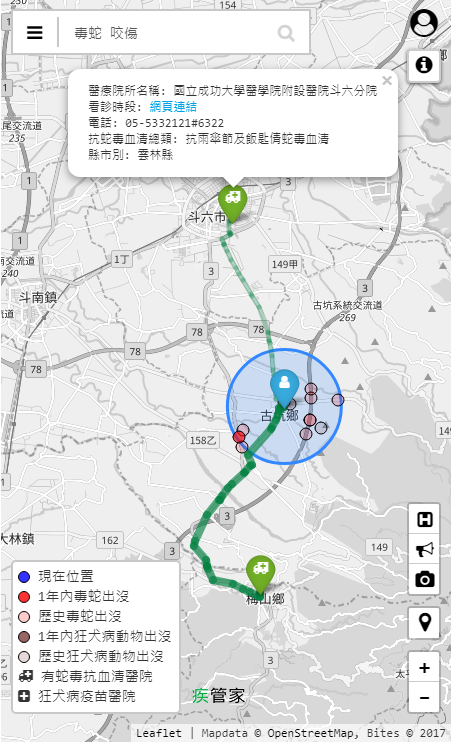 154
毒蛇 咬傷
醫療院所名稱: 國立成功大學醫學院附設醫院斗六分院
看診時段: 網頁連結
電話: 05-5332121#6322
抗蛇毒血清總類: 抗雨傘節及飯匙倩蛇毒血清
縣市別: 雲林縣
×
尾交流道
235
1
1
3
斗六市
交流道
240
1丁
149甲
3
3
斗南鎮
古坑系統交流道
269
78
78
78
古坑鄉
158乙
149
3
大林鎮
162
149
3
梅山鄉
3
太平
現在位置
1年內毒蛇出沒
歷史毒蛇出沒
1年內狂犬病動物出沒
歷史狂犬病動物出沒
有蛇毒抗血清醫院
狂犬病疫苗醫院
疾管家
+
−
Leaflet | Mapdata © OpenStreetMap, Bites © 2017